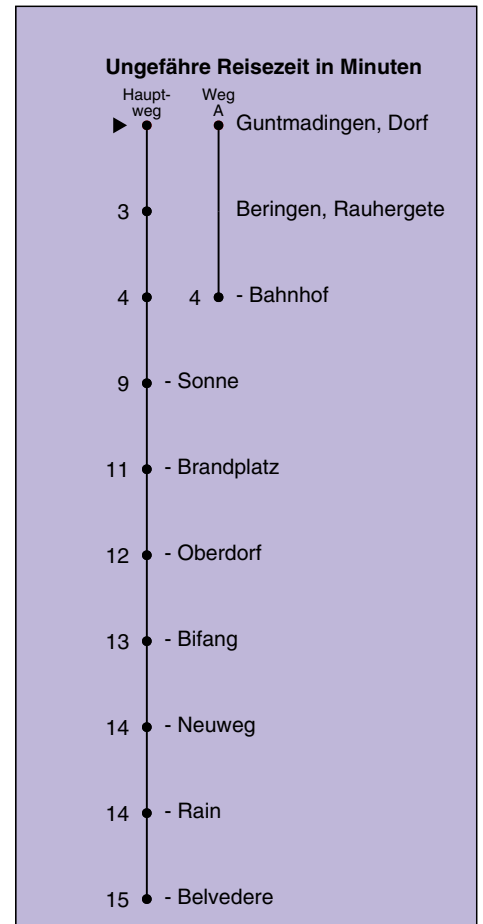 Ungefähre Reisezeit in Minuten
Haupt-
weg
Weg
A
Guntmadingen, Dorf
3 Beringen, Rauhergete
4 4 - Bahnhof
9 - Sonne
11 - Brandplatz
12 - Oberdorf
13 - Bifang
14 - Neuweg
14 - Rain
15 - Belvedere